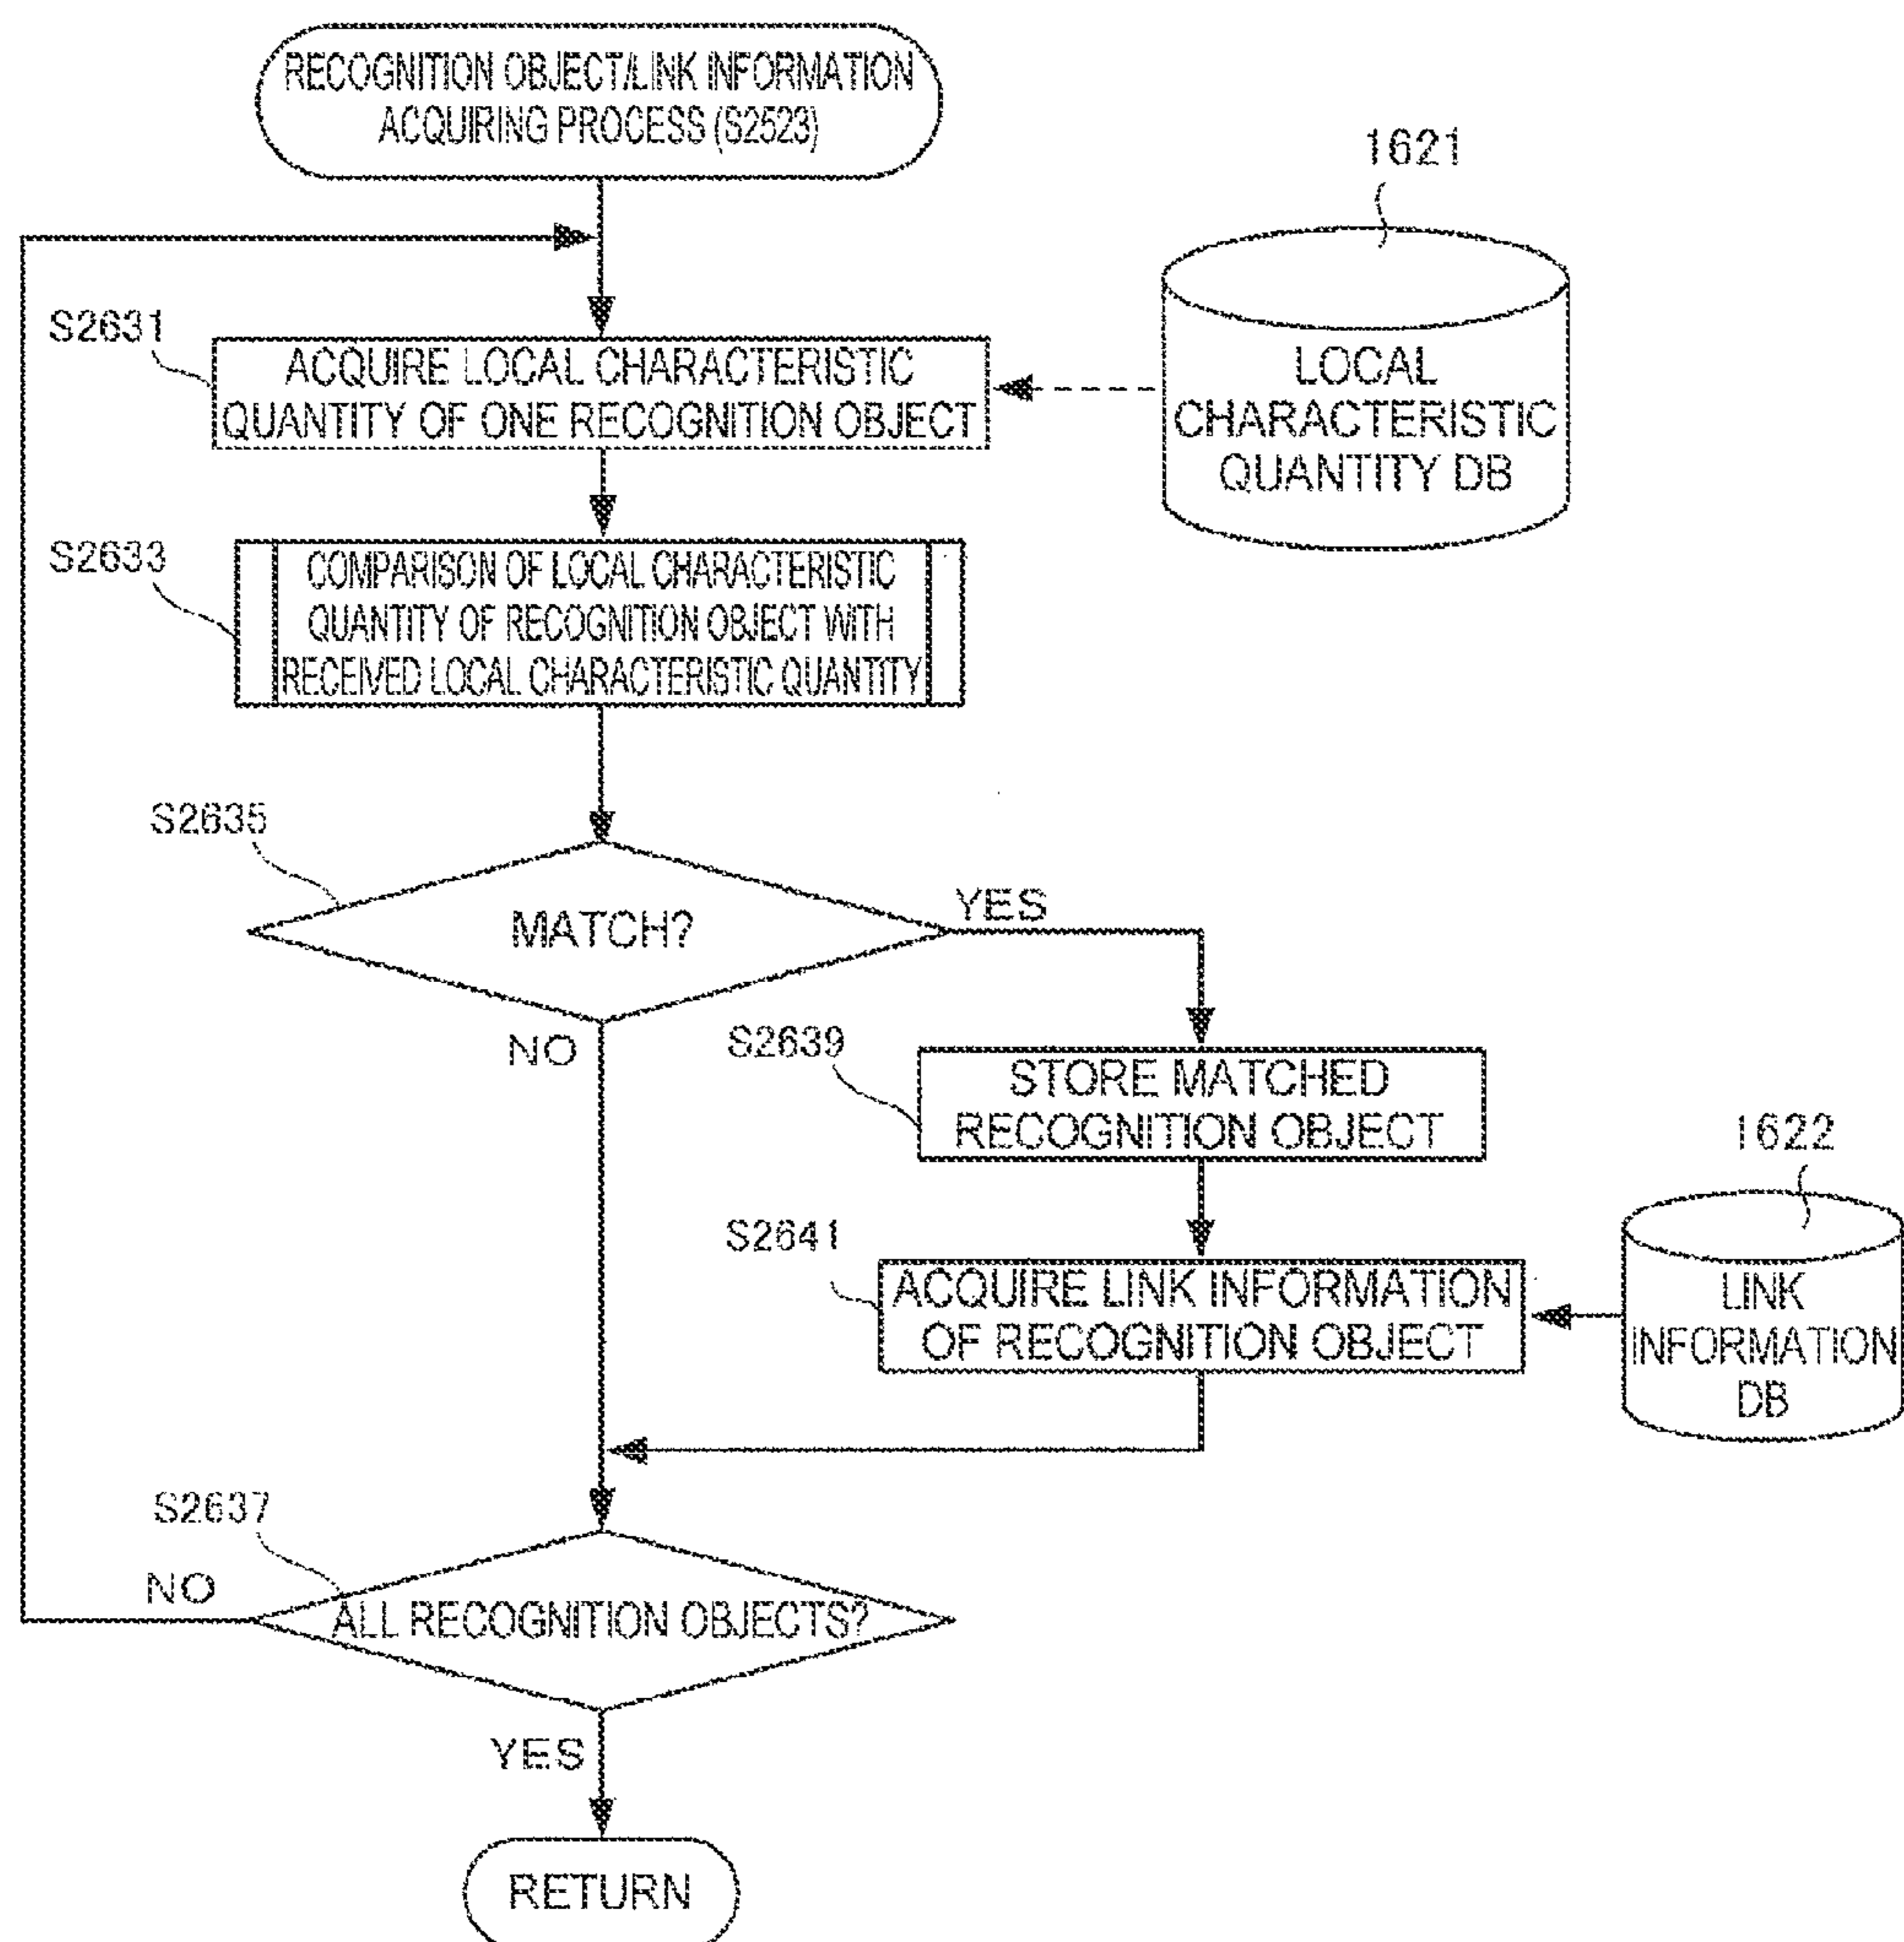 RECOGNITION OBJECT/LINK INFORMATION
ACQUIRING PROCESS (S2523)
1621
S2631
ACQUIRE LOCAL CHARACTERISTIC
QUANTITY OF ONE RECOGNITION OBJECT
LOCAL
CHARACTERISTIC
QUANTITY DB
S2633
COMPARISON OF LOCAL CHARACTERISTIC
QUANTITY OF RECOGNITION OBJECT WITH
RECEIVED LOCAL CHARACTERISTIC QUANTITY
S2635
MATCH?
YES
NO
S2639
STORE MATCHED
RECOGNITION OBJECT
1622
S2641
ACQUIRE LINK INFORMATION
OF RECOGNITION OBJECT
LINK
INFORMATION
DB
S2637
NO
ALL RECOGNITION OBJECTS?
YES
RETURN